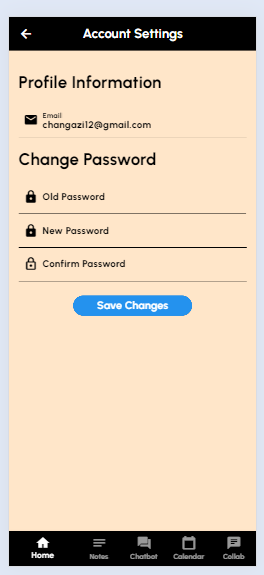 Account Settings
Profile Information
Email
changazi12@gmail.com
Change Password
Old Password
New Password
Confirm Password
Save Changes
Home Notes Chatbot Calendar Collab